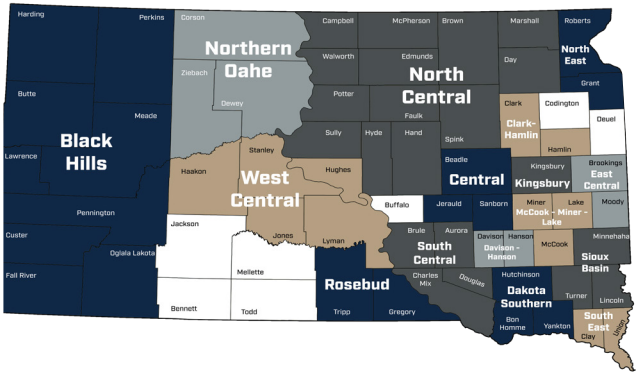 Harding
Perkins
Corson
Campbell
McPherson
Brown
Marshall
Roberts
Northern
Oahe
Walworth
Edmunds
Day
North
East
Ziebach
Dewey
Potter
North
Central
Grant
Butte
Meade
Faulk
Clark
Codington
Deuel
Clark-
Hamlin
Hamlin
Black
Hills
Sully
Hyde
Hand
Spink
Lawrence
Stanley
Haakon
Hughes
West
Central
Beadle
Central
Kingsbury
Kingsbury
Brookings
East
Central
Pennington
Jackson
Buffalo
Jerauld
Sanborn
Miner
Lake
McCook - Miner -
Lake
Moody
Custer
Oglala Lakota
Jones
Lyman
Brule
Aurora
South
Central
Davison
Hanson
Davison -
Hanson
McCook
Minnehaha
Sioux
Basin
Fall River
Mellette
Rosebud
Charles
Mix
Douglas
Hutchinson
Dakota
Southern
Turner
Lincoln
Bennett
Todd
Tripp
Gregory
Bon
Homme
Yankton
South
East
Clay
Union